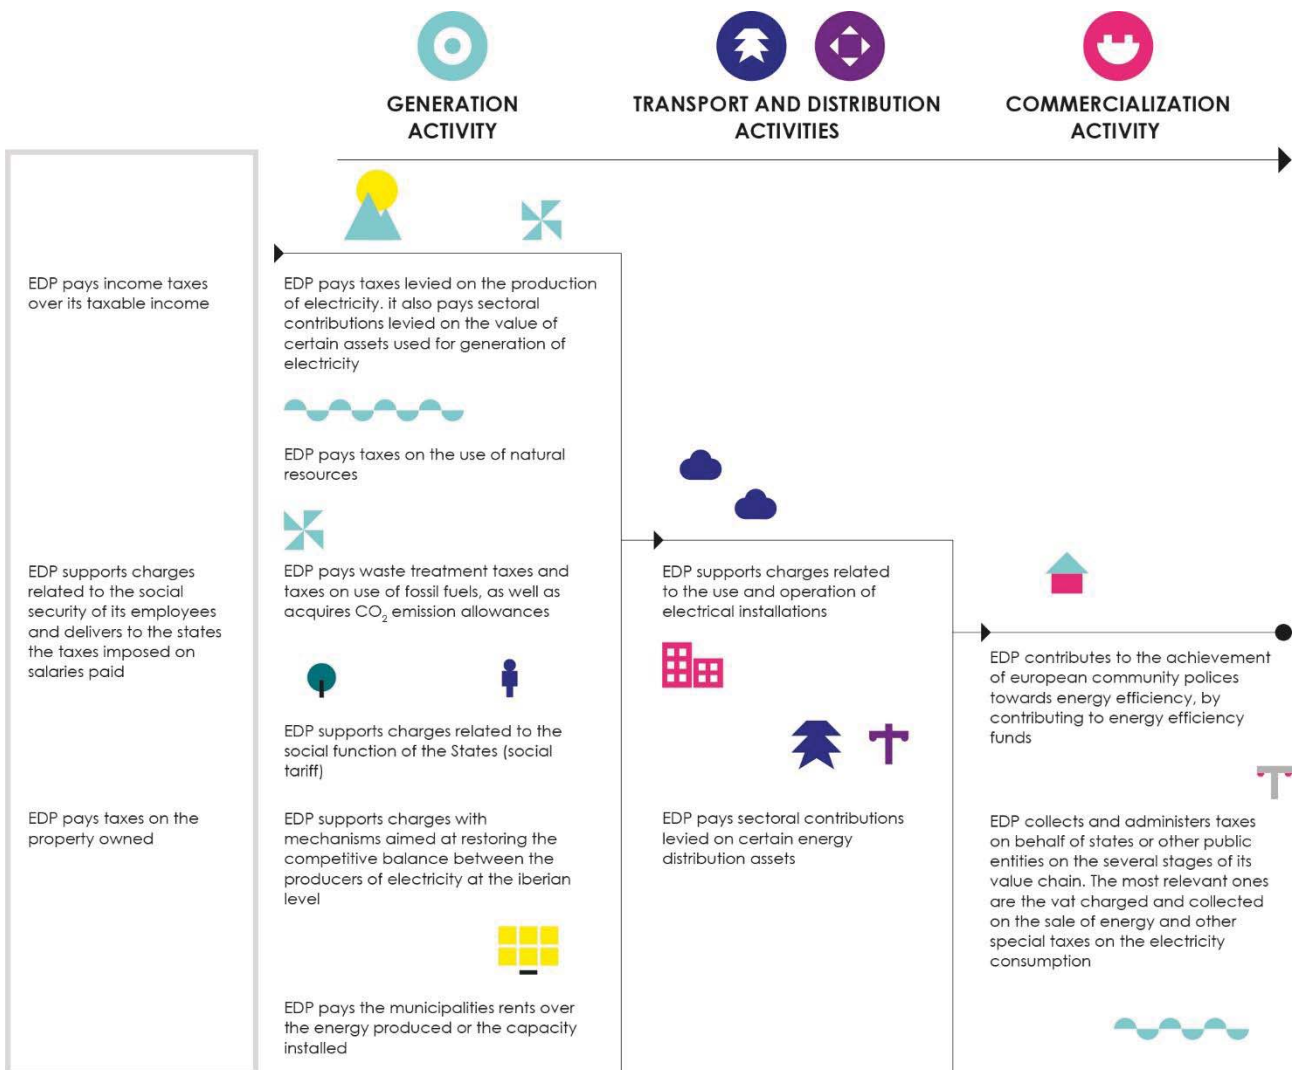 GENERATION
ACTIVITY
TRANSPORT AND DISTRIBUTION
ACTIVITIES
COMMERCIALIZATION
ACTIVITY
EDP pays income taxes
over its taxable income
EDP supports charges
related to the social
security of its employees
and delivers to the states
the taxes imposed on
salaries paid
EDP pays taxes on the
property owned
EDP pays taxes levied on the production
of electricity. it also pays sectoral
contributions levied on the value of
certain assets used for generation of
electricity
EDP pays taxes on the use of natural
resources
EDP pays waste treatment taxes and
taxes on use of fossil fuels, as well as
acquires CO₂ emission allowances
EDP supports charges related to the
social function of the States (social
tariff)
EDP supports charges with
mechanisms aimed at restoring the
competitive balance between the
producers of electricity at the iberian
level
EDP pays the municipalities rents over
the energy produced or the capacity
installed
EDP supports charges related
to the use and operation of
electrical installations
EDP pays sectoral contributions
levied on certain energy
distribution assets
EDP contributes to the achievement
of european community polices
towards energy efficiency, by
contributing to energy efficiency
funds
EDP collects and administers taxes
on behalf of states or other public
entities on the several stages of its
value chain. The most relevant ones
are the vat charged and collected
on the sale of energy and other
special taxes on the electricity
consumption